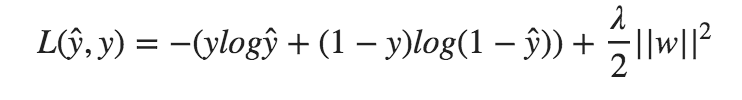 L(ŷ, y) = −(ylogŷ + (1 − y)log(1 − ŷ)) + λ/2 ||w||²